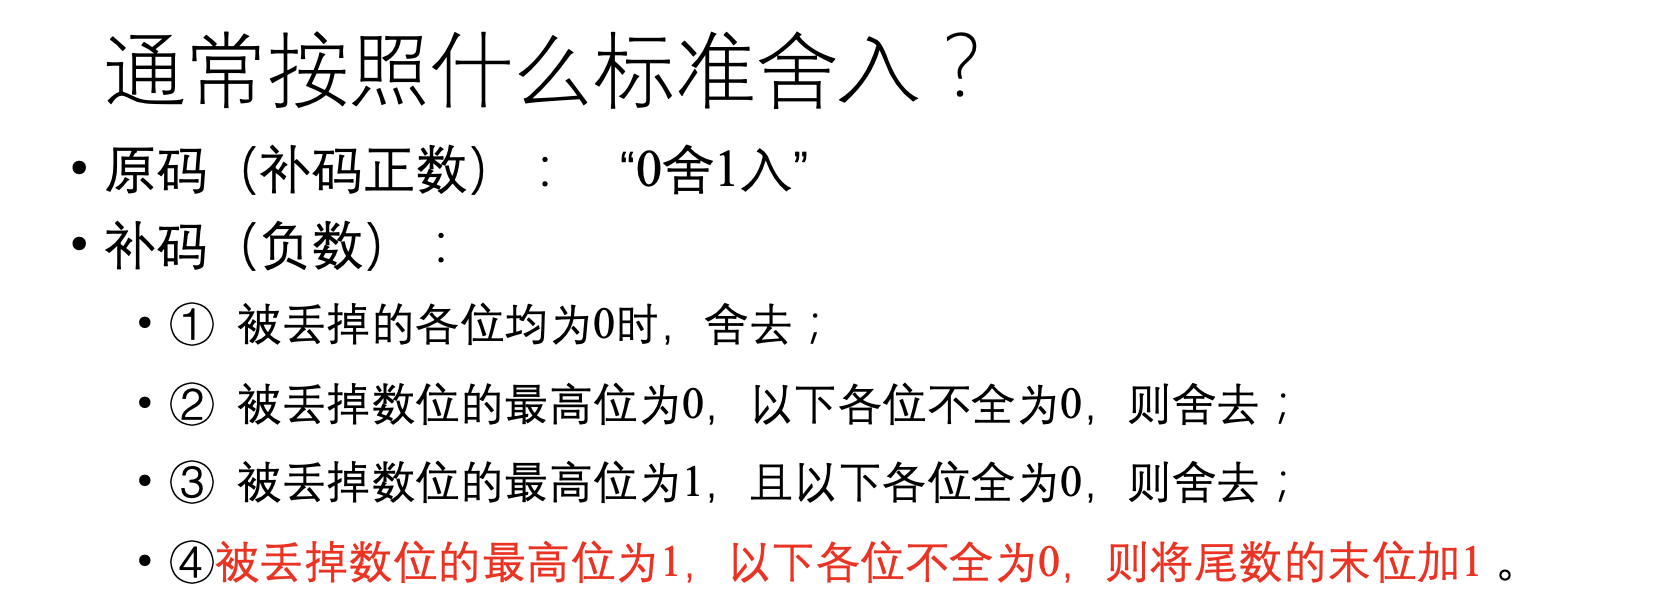 通常按照什么标准舍入？
• 原码（补码正数）： “0舍1入”
• 补码（负数）：
• ① 被丢掉的各位均为0时，舍去；
• ② 被丢掉数位的最高位为0，以下各位不全为0，则舍去；
• ③ 被丢掉数位的最高位为1，且以下各位全为0，则舍去；
• ④被丢掉数位的最高位为1，以下各位不全为0，则将尾数的末位加1 。